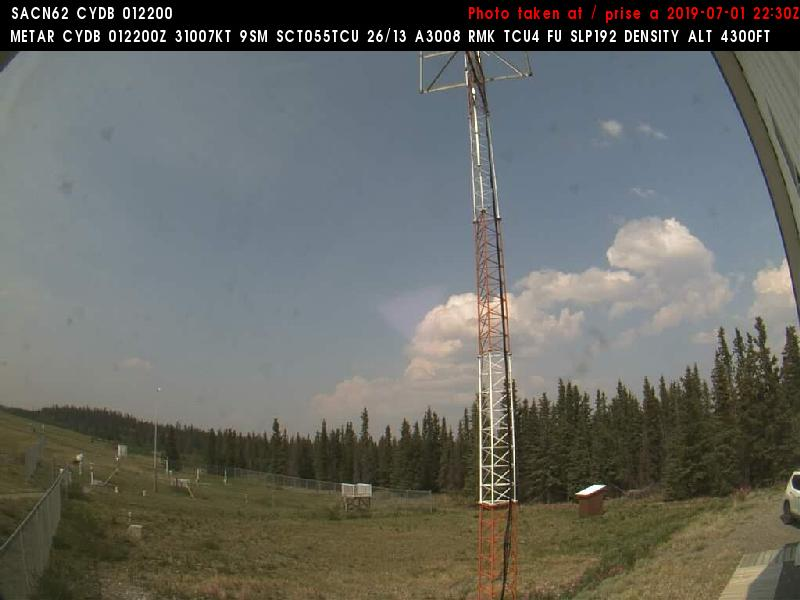 SACN62 CYDB 012200 Photo taken at / prise a 2019-07-01 22:30Z
METAR CYDB 012200Z 31007KT 9SM SCT055TCU 26/13 A3008 RMK TCU4 FU SLP192 DENSITY ALT 4300FT